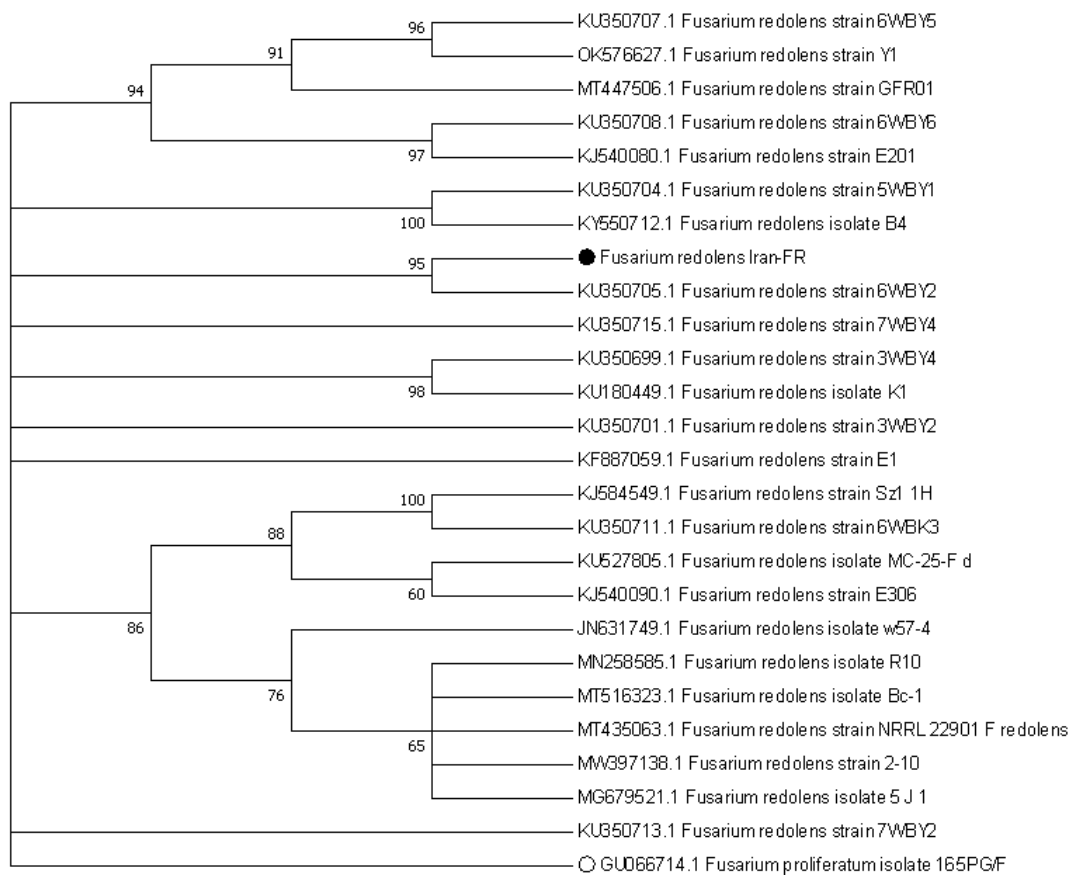 96
KU350707.1 Fusarium redolens strain 6WBY5
91
OK576627.1 Fusarium redolens strain Y1
94
MT447506.1 Fusarium redolens strain GFR01
KU350708.1 Fusarium redolens strain 6WBY6
97
KJ540080.1 Fusarium redolens strain E201
KU350704.1 Fusarium redolens strain 5WBY1
100
KY550712.1 Fusarium redolens isolate B4
95
Fusarium redolens Iran-FR
KU350705.1 Fusarium redolens strain 6WBY2
KU350715.1 Fusarium redolens strain 7WBY4
KU350699.1 Fusarium redolens strain 3WBY4
98
KU180449.1 Fusarium redolens isolate K1
KU350701.1 Fusarium redolens strain 3WBY2
KF887059.1 Fusarium redolens strain E1
100
KJ584549.1 Fusarium redolens strain Sz1 1H
88
KU350711.1 Fusarium redolens strain 6WBK3
KU527805.1 Fusarium redolens isolate MC-25-F d
60
KJ540090.1 Fusarium redolens strain E306
86
JN631749.1 Fusarium redolens isolate w57-4
MN258585.1 Fusarium redolens isolate R10
76
MT516323.1 Fusarium redolens isolate Bc-1
MT435063.1 Fusarium redolens strain NRRL 22901 F redolens
65
MW397138.1 Fusarium redolens strain 2-10
MG679521.1 Fusarium redolens isolate 5 J 1
KU350713.1 Fusarium redolens strain 7WBY2
GU066714.1 Fusarium proliferatum isolate 165PG/F